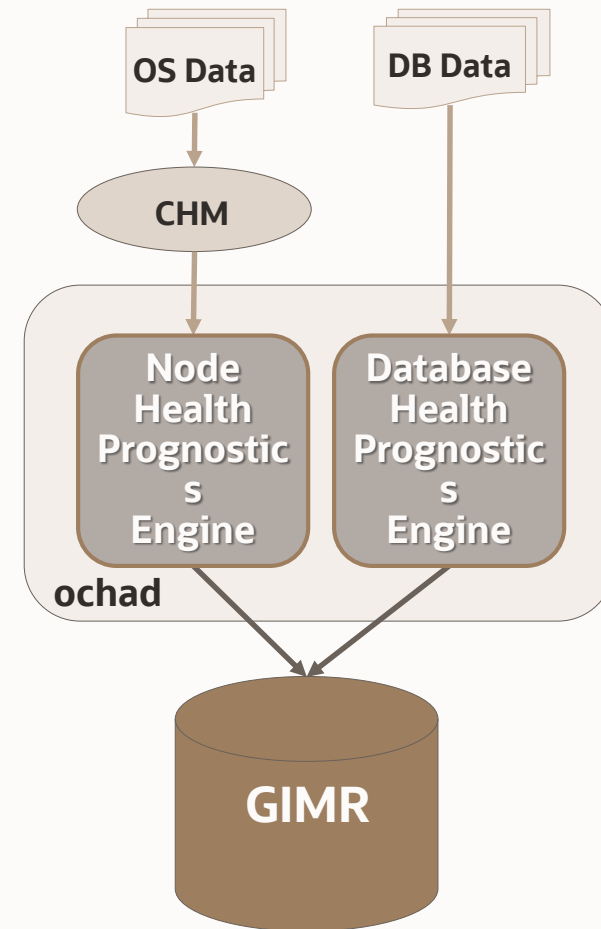 OS Data
DB Data
CHM
Node
Health
Prognostic
s
Engine
Database
Health
Prognostic
s
Engine
ochad
GIMR